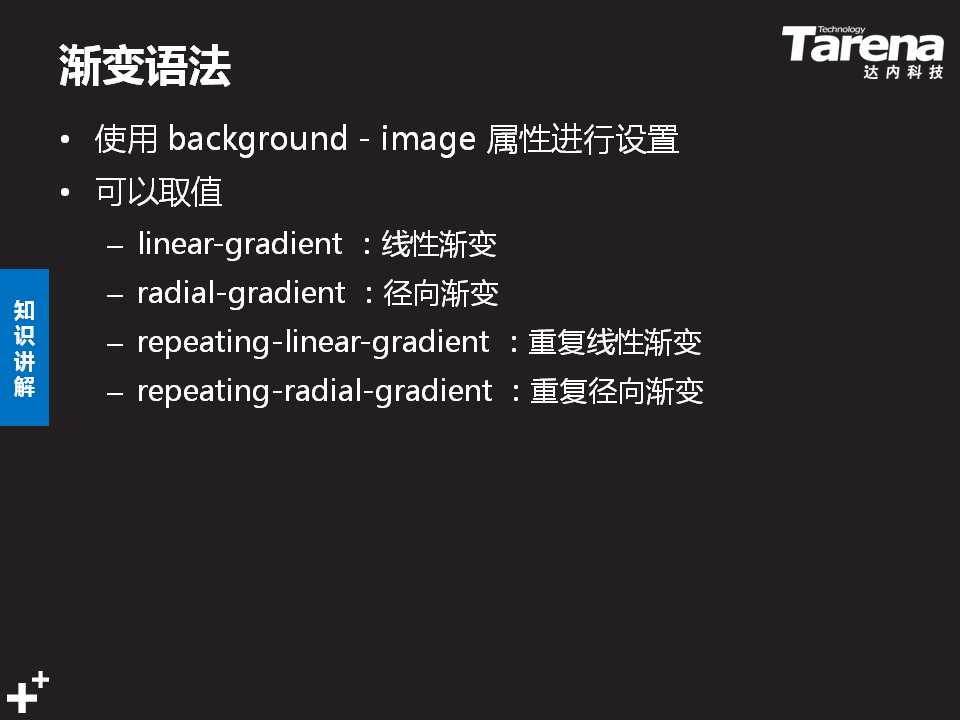 渐变语法
Technology
Tarena
达内科技
• 使用 background - image 属性进行设置
• 可以取值
– linear-gradient ：线性渐变
– radial-gradient ：径向渐变
– repeating-linear-gradient ：重复线性渐变
– repeating-radial-gradient ：重复径向渐变
知识讲解